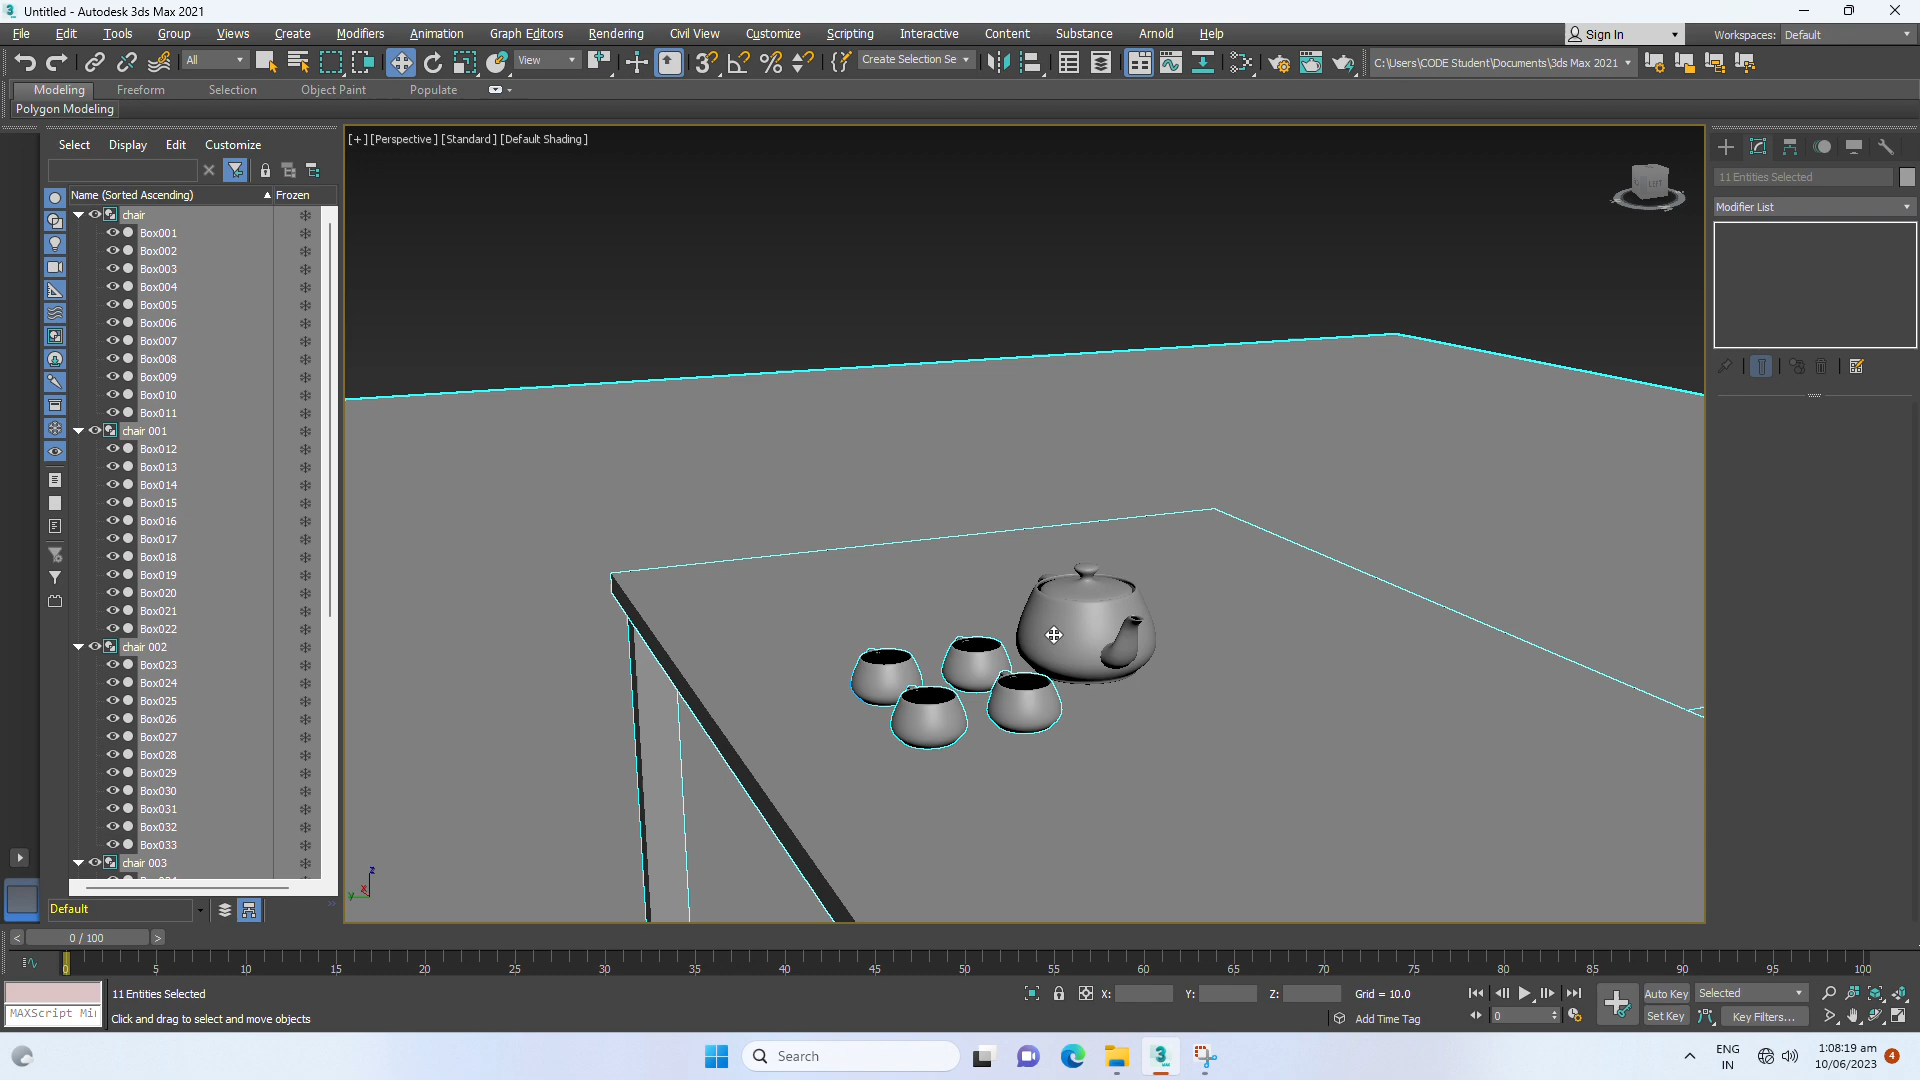 Untitled - Autodesk 3ds Max 2021
File Edit Tools Group Views Create Modifiers Animation Graph Editors Rendering Civil View Customize Scripting Interactive Content Substance Arnold Help
Sign In
Workspaces: Default
All
View
Create Selection Se
C:\Users\CODE Student\Documents\3ds Max 2021
Modeling Freeform Selection Object Paint Populate
Polygon Modeling
Select Display Edit Customize
[+] [Perspective] [Standard] [Default Shading]
LEFT
11 Entities Selected
Modifier List
Name (Sorted Ascending) Frozen
chair
Box001
Box002
Box003
Box004
Box005
Box006
Box007
Box008
Box009
Box010
Box011
chair 001
Box012
Box013
Box014
Box015
Box016
Box017
Box018
Box019
Box020
Box021
Box022
chair 002
Box023
Box024
Box025
Box026
Box027
Box028
Box029
Box030
Box031
Box032
Box033
chair 003
z
x
y
Default
< 0 / 100 >
0 5 10 15 20 25 30 35 40 45 50 55 60 65 70 75 80 85 90 95 100
11 Entities Selected
X: Y: Z: Grid = 10.0
Auto Key Selected
MAXScript Mi
Click and drag to select and move objects
Add Time Tag
0
Set Key Key Filters...
Search
ENG
IN
1:08:19 am
10/06/2023
4